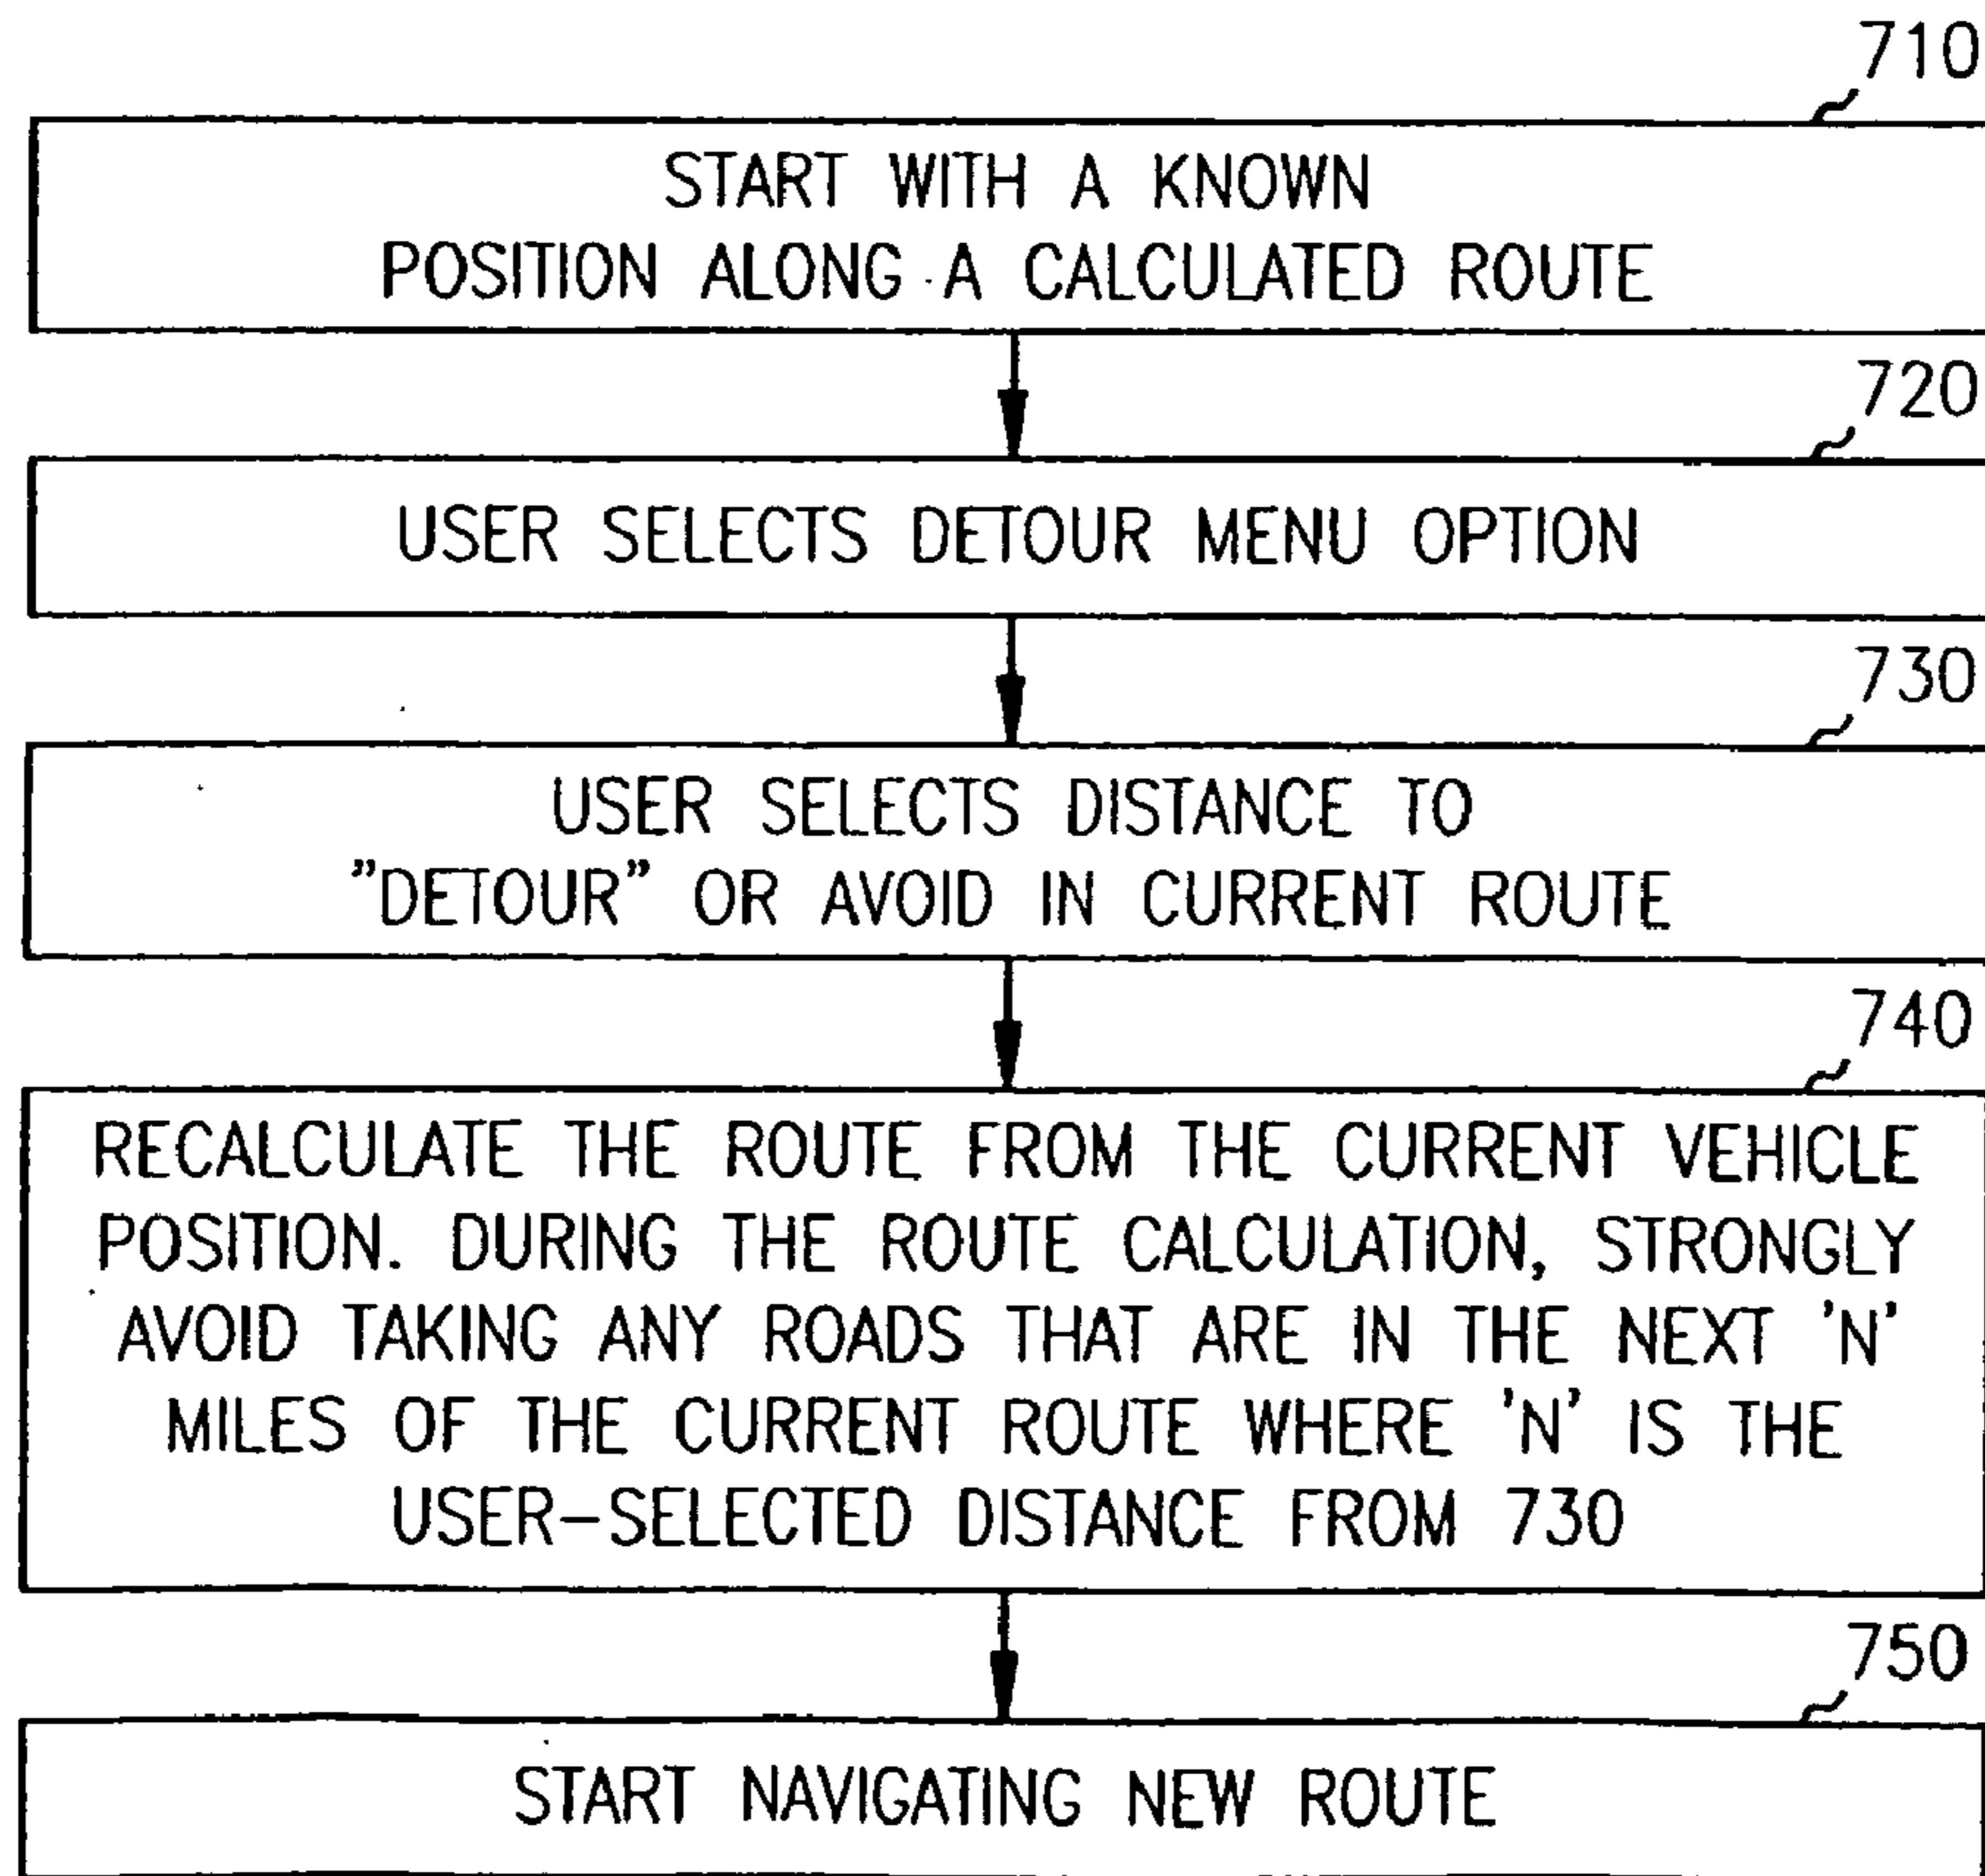 710
START WITH A KNOWN
POSITION ALONG A CALCULATED ROUTE
720
USER SELECTS DETOUR MENU OPTION
730
USER SELECTS DISTANCE TO
"DETOUR" OR AVOID IN CURRENT ROUTE
740
RECALCULATE THE ROUTE FROM THE CURRENT VEHICLE
POSITION. DURING THE ROUTE CALCULATION, STRONGLY
AVOID TAKING ANY ROADS THAT ARE IN THE NEXT 'N'
MILES OF THE CURRENT ROUTE WHERE 'N' IS THE
USER-SELECTED DISTANCE FROM 730
750
START NAVIGATING NEW ROUTE